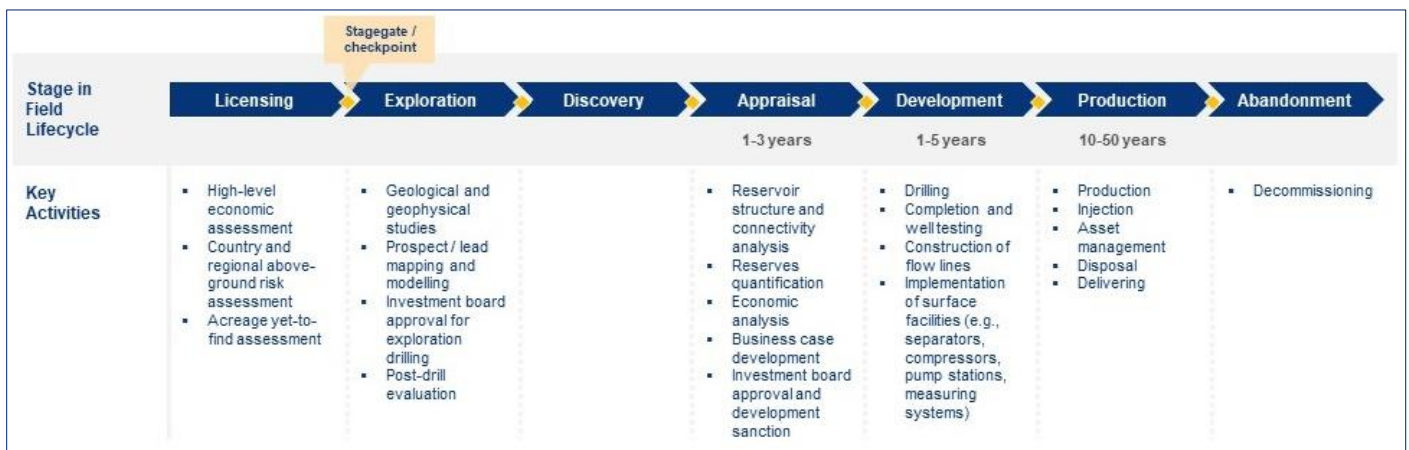 Stagegate /
checkpoint
Stage in
Field
Lifecycle
Licensing
Exploration
Discovery
Appraisal
Development
Production
Abandonment
1-3 years
1-5 years
10-50 years
Key
Activities
▪ High-level
economic
assessment
▪ Country and
regional above-
ground risk
assessment
▪ Acreage yet-to-
find assessment
▪ Geological and
geophysical
studies
▪ Prospect / lead
mapping and
modelling
▪ Investment board
approval for
exploration
drilling
▪ Post-drill
evaluation
▪ Reservoir
structure and
connectivity
analysis
▪ Reserves
quantification
▪ Economic
analysis
▪ Business case
development
▪ Investment board
approval and
development
sanction
▪ Drilling
▪ Completion and
well testing
▪ Construction of
flow lines
▪ Implementation
of surface
facilities (e.g.,
separators,
compressors,
pump stations,
measuring
systems)
▪ Production
▪ Injection
▪ Asset
management
▪ Disposal
▪ Delivering
▪ Decommissioning